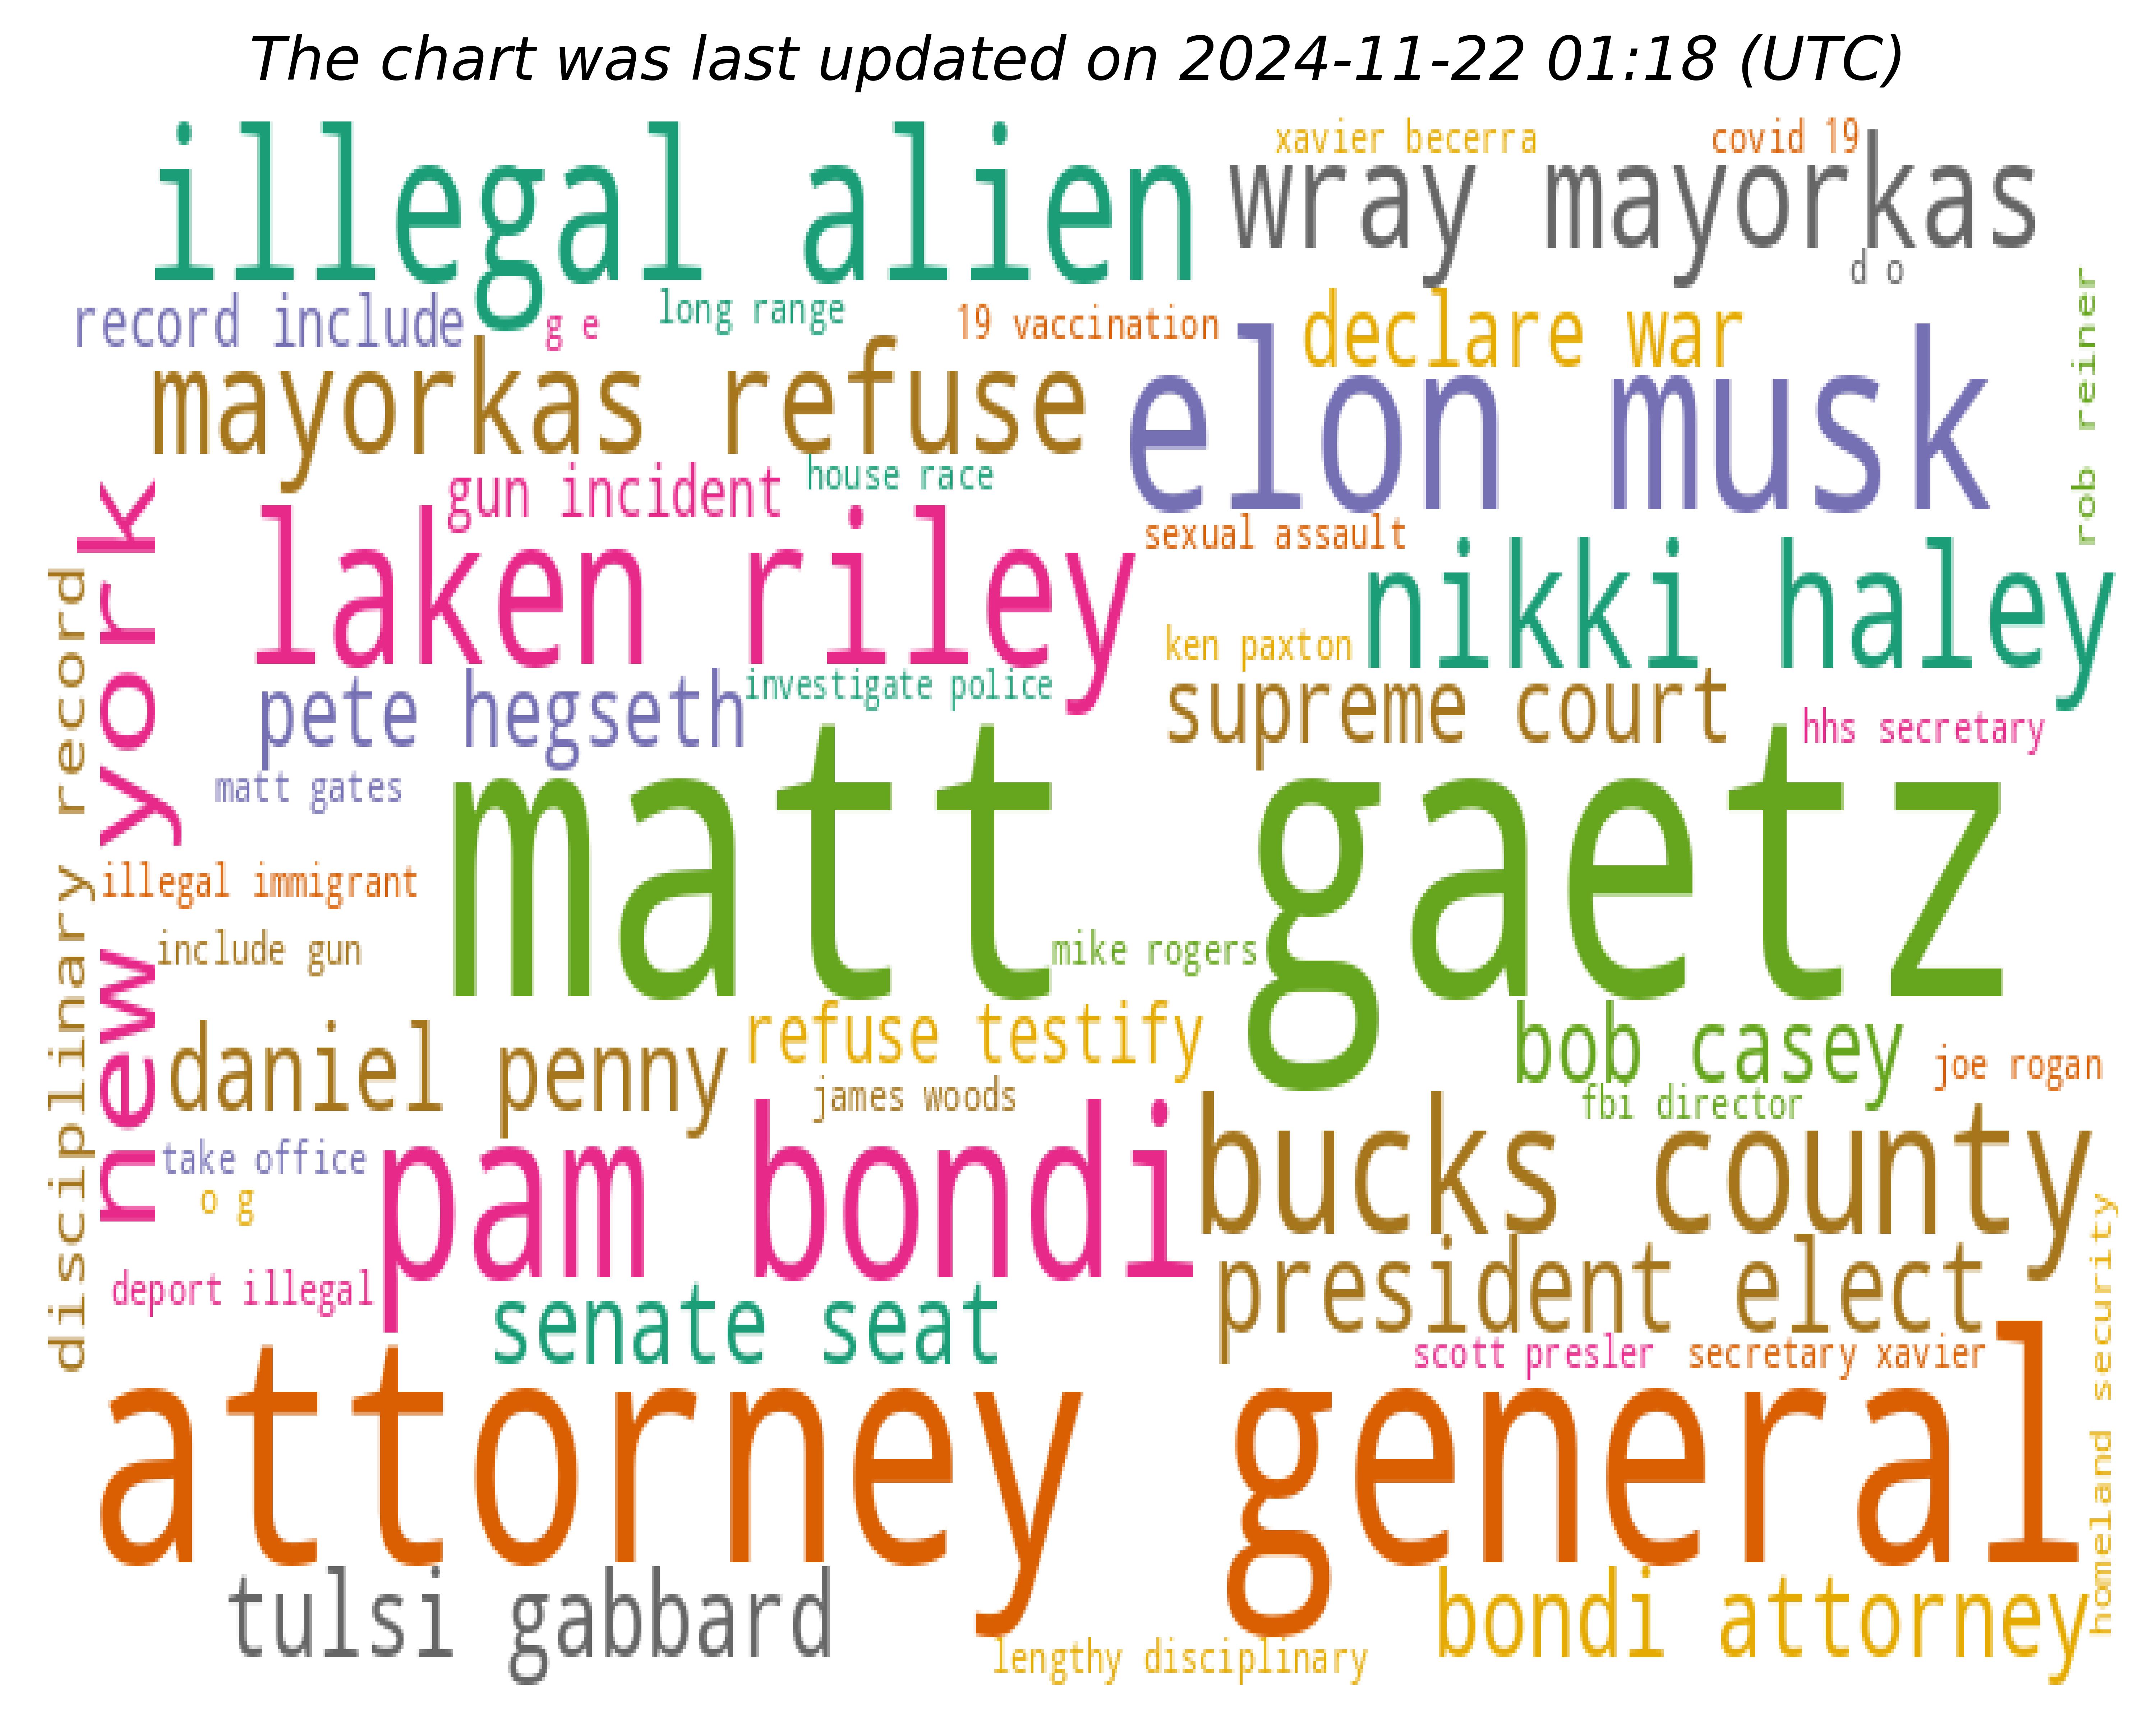 The chart was last updated on 2024-11-22 01:18 (UTC)
illegal alien
xavier becerra
covid 19
wray mayorkas
d o
record include
g e
long range
19 vaccination
declare war
rob reiner
mayorkas refuse
elon musk
gun incident
house race
laken riley
sexual assault
nikki haley
ken paxton
new york
disciplinary record
pete hegseth
investigate police
supreme court
hhs secretary
matt gates
matt gaetz
illegal immigrant
include gun
mike rogers
daniel penny
refuse testify
bob casey
joe rogan
james woods
fbi director
take office
pam bondi
bucks county
o g
deport illegal
senate seat
president elect
homeland security
scott presler
secretary xavier
attorney general
tulsi gabbard
bondi attorney
lengthy disciplinary